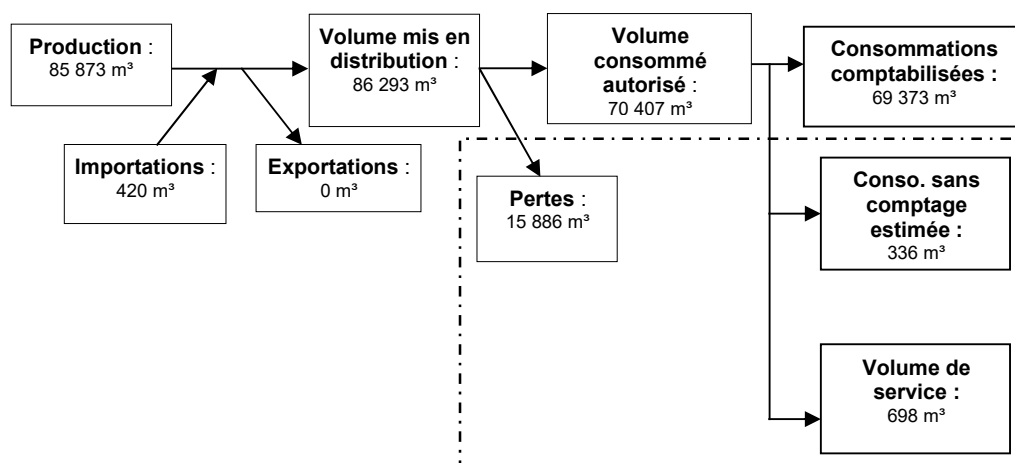 Production :
85 873 m³
Volume mis en
distribution :
86 293 m³
Volume
consommé
autorisé :
70 407 m³
Consommations
comptabilisées :
69 373 m³
Importations :
420 m³
Exportations :
0 m³
Pertes :
15 886 m³
Conso. sans
comptage
estimée :
336 m³
Volume de
service :
698 m³